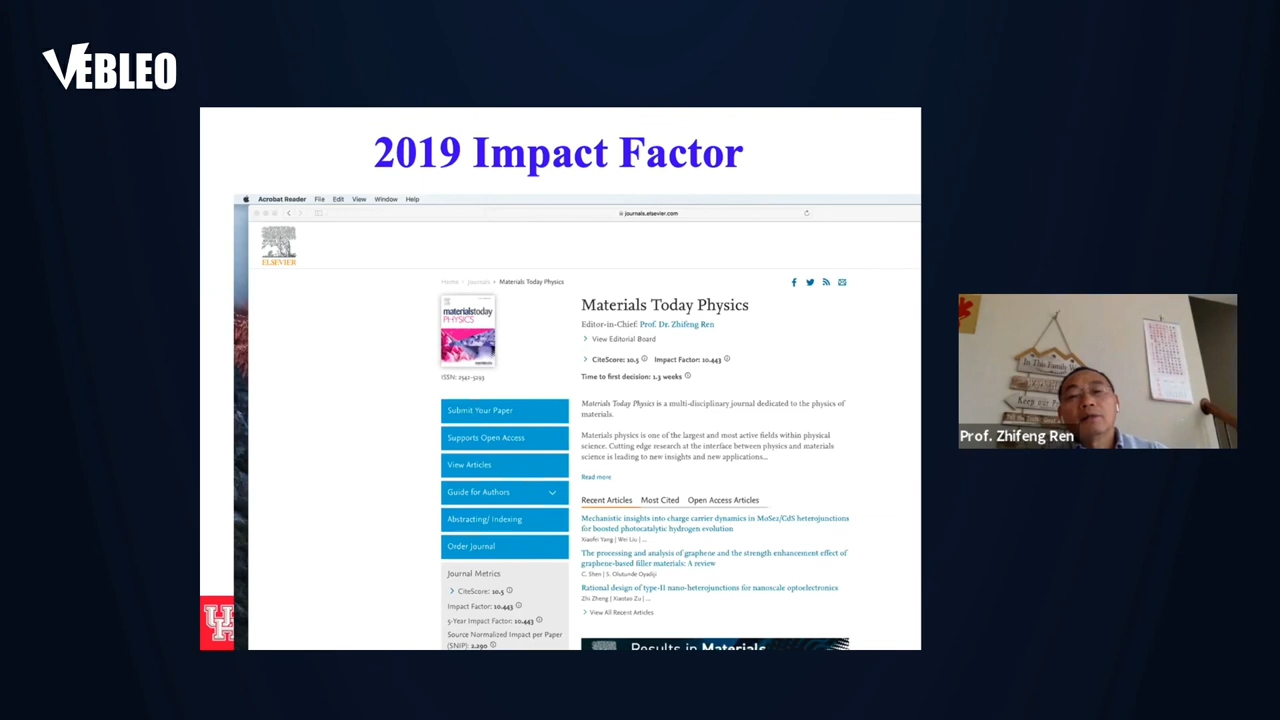 VEBLEO
2019 Impact Factor
Acrobat Reader File Edit View Window Help
journals.elsevier.com
ELSEVIER
Home > Journals > Materials Today Physics
materialstoday
PHYSICS
ISSN: 2542-5293
Materials Today Physics
Editor-in-Chief: Prof. Dr. Zhifeng Ren
> View Editorial Board
> CiteScore: 10.5 Impact Factor: 10.443
Time to first decision: 1.3 weeks
Materials Today Physics is a multi-disciplinary journal dedicated to the physics of
materials.
Materials physics is one of the largest and most active fields within physical
science. Cutting edge research at the interface between physics and materials
science is leading to new insights and new applications...
Read more
Submit Your Paper
Supports Open Access
View Articles
Guide for Authors
Abstracting/ Indexing
Order Journal
Journal Metrics
> CiteScore: 10.5
Impact Factor: 10.443
5-Year Impact Factor: 10.443
Source Normalized Impact per Paper
(SNIP): 2.290
Recent Articles Most Cited Open Access Articles
Mechanistic insights into charge carrier dynamics in MoSe2/CdS heterojunctions
for boosted photocatalytic hydrogen evolution
Xiaofei Yang | Wei Liu | ...
The processing and analysis of graphene and the strength enhancement effect of
graphene-based filler materials: A review
C. Shen | S. Olutunde Oyadiji
Rational design of type-II nano-heterojunctions for nanoscale optoelectronics
Zhi Zheng | Xiaotao Zu | ...
> View All Recent Articles
Results in Materials
UH
In This Family We
Prof. Zhifeng Ren